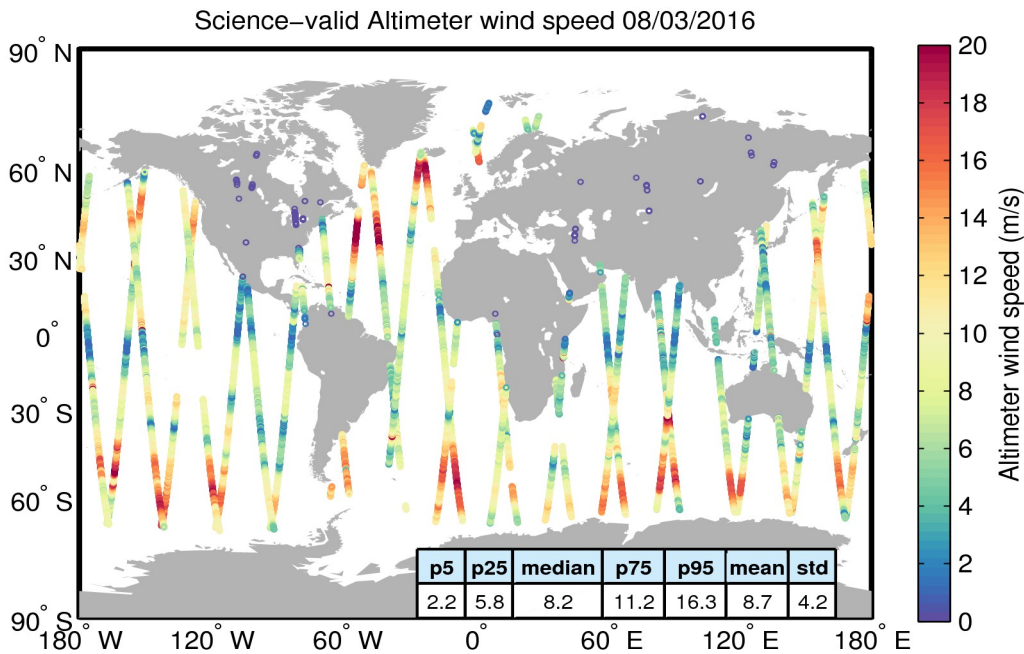 Science−valid Altimeter wind speed 08/03/2016
90° N
60° N
30° N
0°
30° S
60° S
90° S
180° W
120° W
60° W
0°
60° E
120° E
180° E
p5 p25 median p75 p95 mean std
2.2 5.8 8.2 11.2 16.3 8.7 4.2
20
18
16
14
12
10
8
6
4
2
0
Altimeter wind speed (m/s)